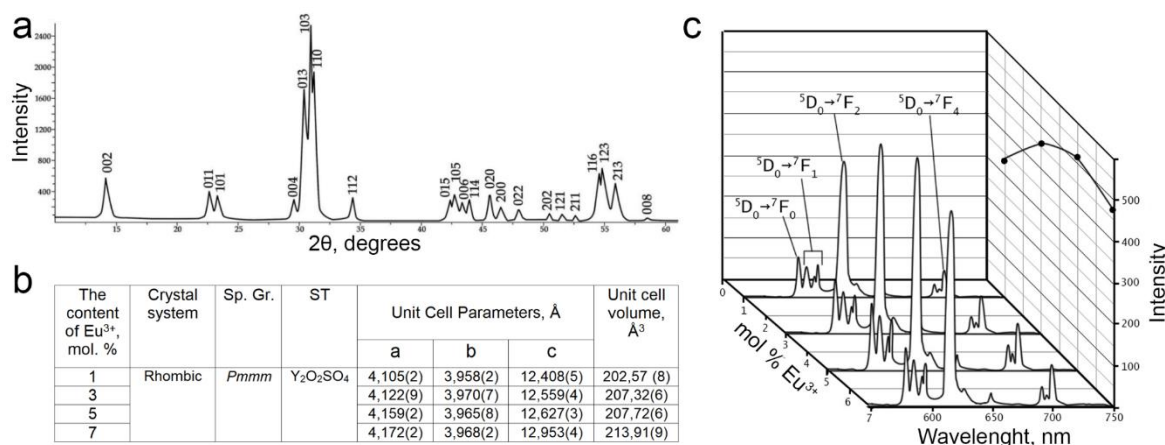 a
Intensity
2400
1600
1200
800
400
002
011
101
004
013
103
110
112
015
105
006
114
020
200
022
202
121
211
116
123
213
008
15
20
25
30
35
40
45
50
55
60
2θ, degrees
b
The content of Eu³⁺, mol. %
Crystal system
Sp. Gr.
ST
Unit Cell Parameters, Å
Unit cell volume, Å³
a b c
1 Rhombic Pmmm Y₂O₂SO₄ 4,105(2) 3,958(2) 12,408(5) 202,57 (8)
3 4,122(9) 3,970(7) 12,559(4) 207,32(6)
5 4,159(2) 3,965(8) 12,627(3) 207,72(6)
7 4,172(2) 3,968(2) 12,953(4) 213,91(9)
c
⁵D₀→⁷F₂
⁵D₀→⁷F₄
⁵D₀→⁷F₁
⁵D₀→⁷F₀
0
1
2
3
4
5
6
7
mol % Eu³⁺
600
650
700
750
Wavelenght, nm
500
400
300
200
100
Intensity